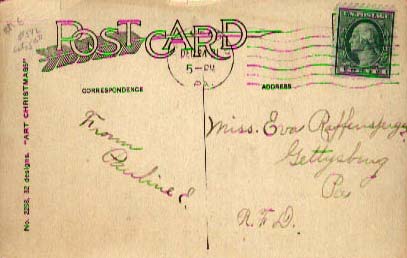 POST CARD
5-PM
PA.
CORRESPONDENCE
ADDRESS
From
Pauline E.
Miss. Eva Raffensperger
Gettysburg
Pa
R.F.D.
No. 2256, 32 designs. "ART CHRISTMAS"